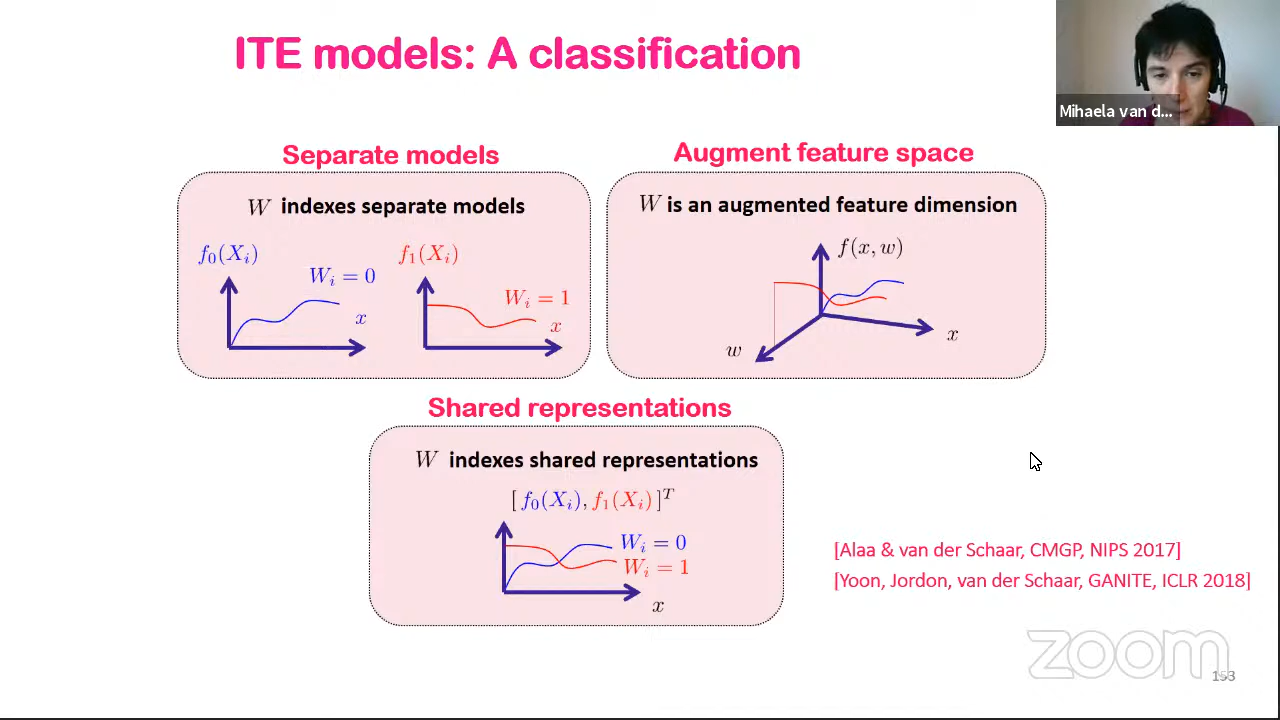 ITE models: A classification
Mihaela van d...
Separate models
W indexes separate models
f₀(Xᵢ)
Wᵢ = 0
x
f₁(Xᵢ)
Wᵢ = 1
x
Augment feature space
W is an augmented feature dimension
f(x, w)
x
w
Shared representations
W indexes shared representations
[ f₀(Xᵢ), f₁(Xᵢ) ]ᵀ
Wᵢ = 0
Wᵢ = 1
x
[Alaa & van der Schaar, CMGP, NIPS 2017]
[Yoon, Jordon, van der Schaar, GANITE, ICLR 2018]
zoom
153